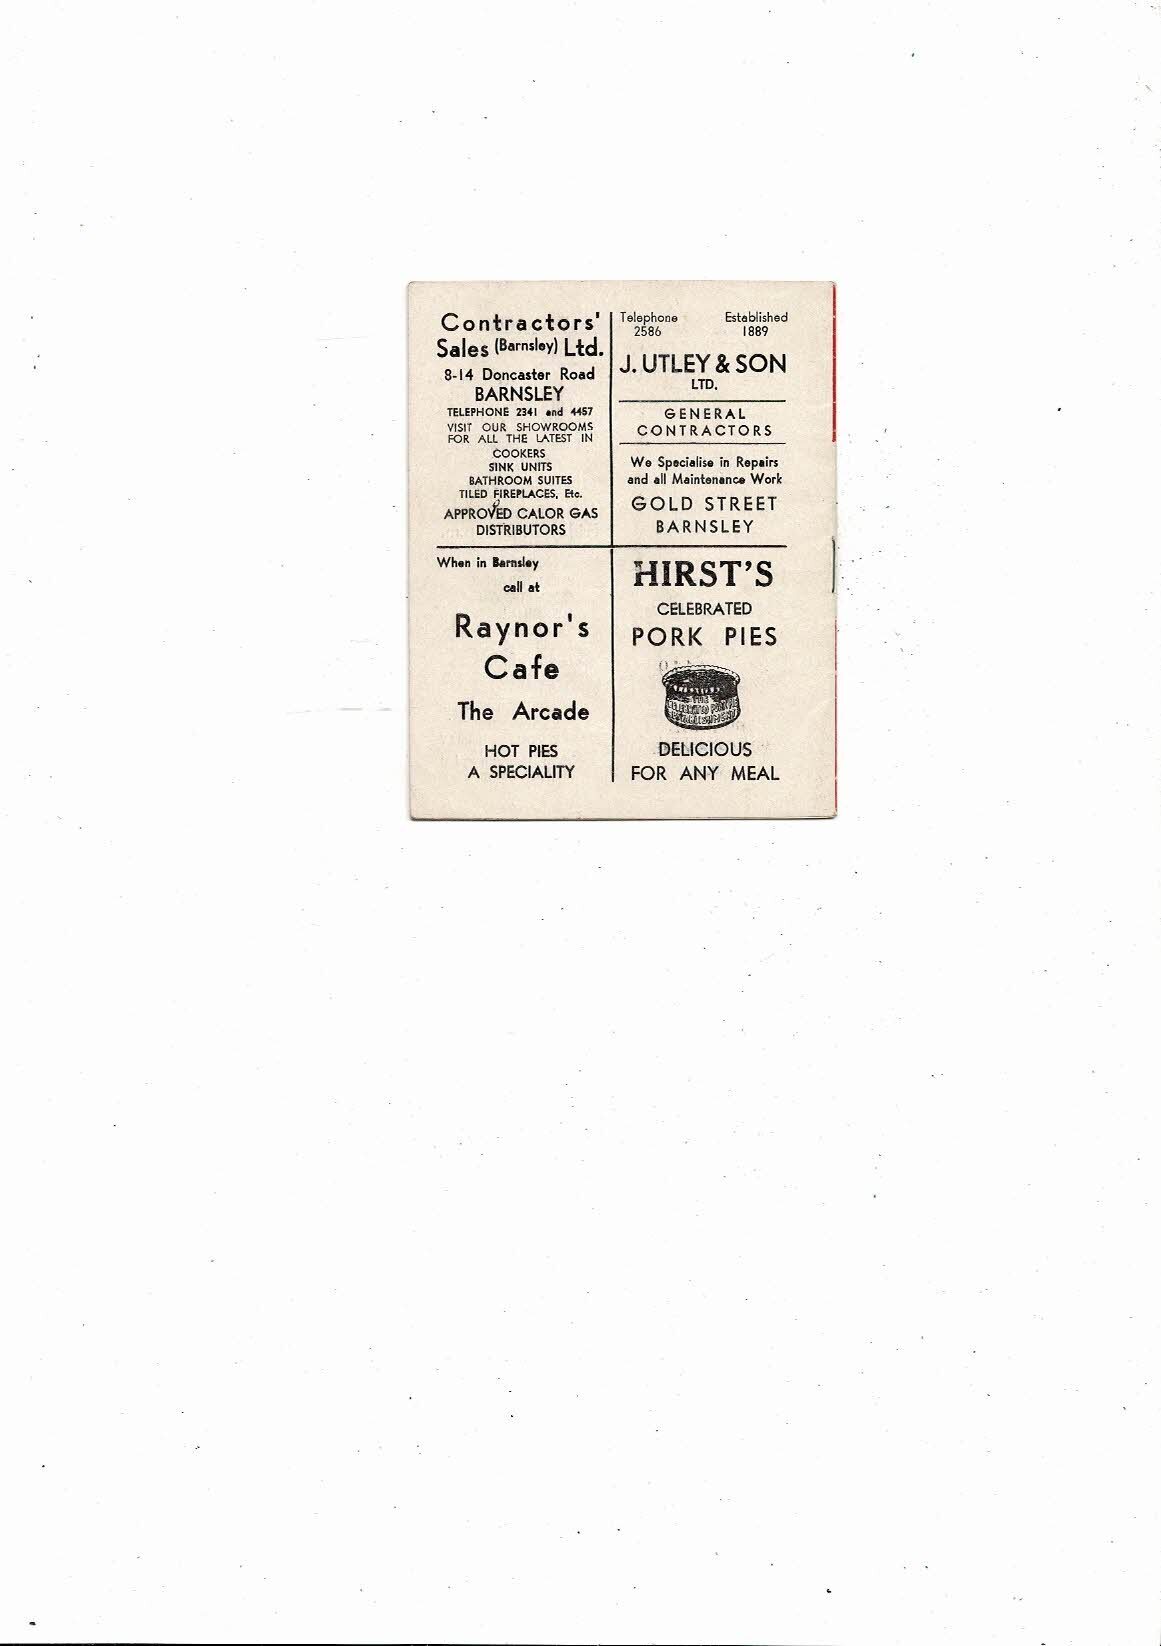 Contractors'
Sales (Barnsley) Ltd.
8-14 Doncaster Road
BARNSLEY
TELEPHONE 2341 and 4457
VISIT OUR SHOWROOMS
FOR ALL THE LATEST IN
COOKERS
SINK UNITS
BATHROOM SUITES
TILED FIREPLACES, Etc.
APPROVED CALOR GAS
DISTRIBUTORS
Telephone Established
2586 1889
J. UTLEY & SON
LTD.
GENERAL
CONTRACTORS
We Specialise in Repairs
and all Maintenance Work
GOLD STREET
BARNSLEY
When in Barnsley
call at
Raynor's
Cafe
The Arcade
HOT PIES
A SPECIALITY
HIRST'S
CELEBRATED
PORK PIES
THE
DELICIOUS
FOR ANY MEAL